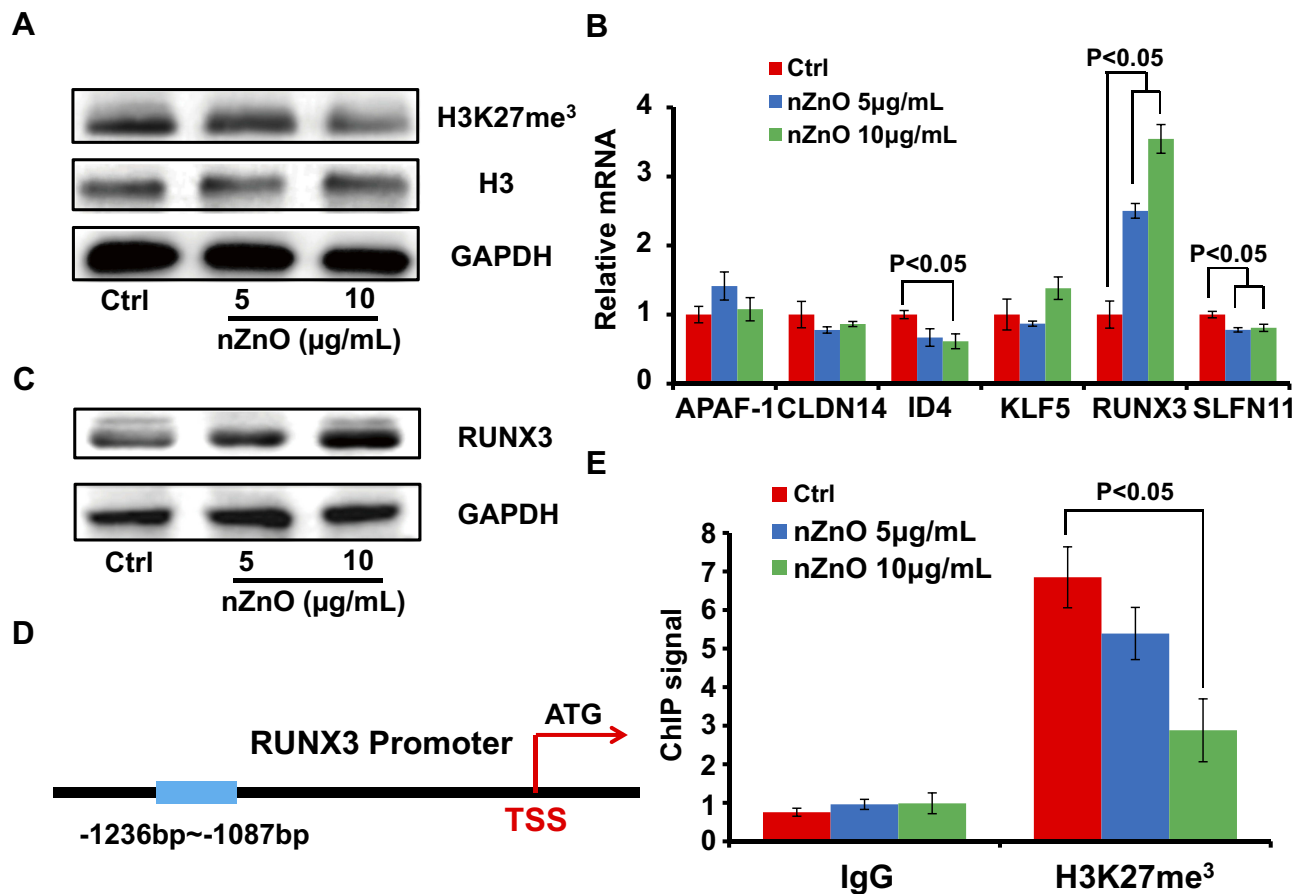 A
H3K27me³
H3
GAPDH
Ctrl 5 10
nZnO (μg/mL)
B
Ctrl
nZnO 5μg/mL
nZnO 10μg/mL
P<0.05
P<0.05
P<0.05
Relative mRNA
4
3
2
1
0
APAF-1 CLDN14 ID4 KLF5 RUNX3 SLFN11
C
RUNX3
GAPDH
Ctrl 5 10
nZnO (μg/mL)
D
RUNX3 Promoter
ATG
TSS
-1236bp~-1087bp
E
Ctrl
nZnO 5μg/mL
nZnO 10μg/mL
P<0.05
ChIP signal
8
7
6
5
4
3
2
1
0
IgG H3K27me³